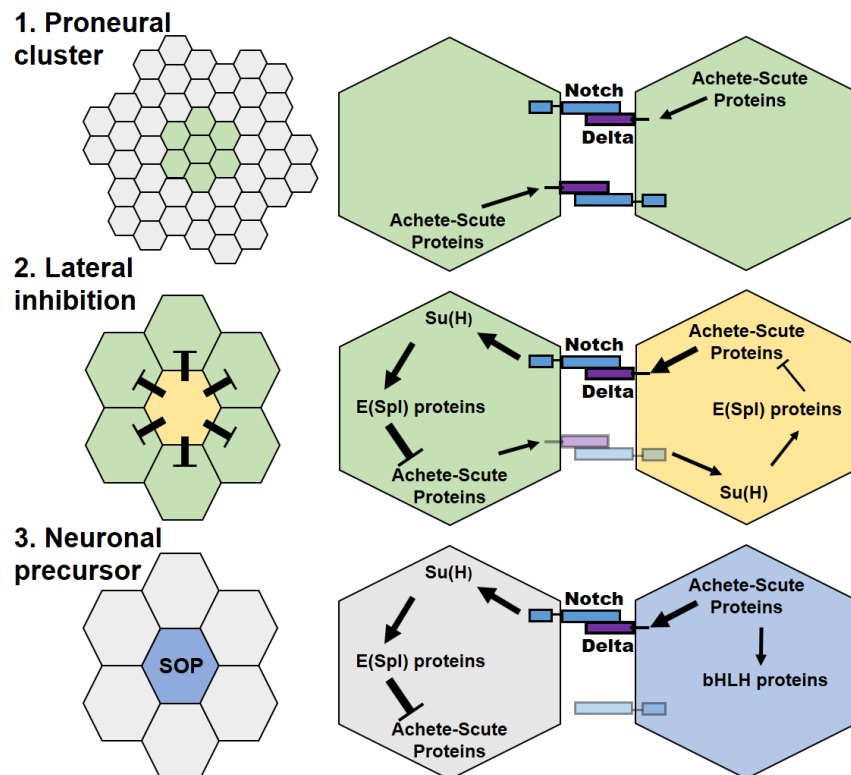 1. Proneural
cluster
Notch
Delta
Achete-Scute
Proteins
Achete-Scute
Proteins
2. Lateral
inhibition
Su(H)
E(Spl) proteins
Achete-Scute
Proteins
Notch
Delta
Achete-Scute
Proteins
E(Spl) proteins
Su(H)
3. Neuronal
precursor
SOP
Su(H)
E(Spl) proteins
Achete-Scute
Proteins
Notch
Delta
Achete-Scute
Proteins
bHLH proteins